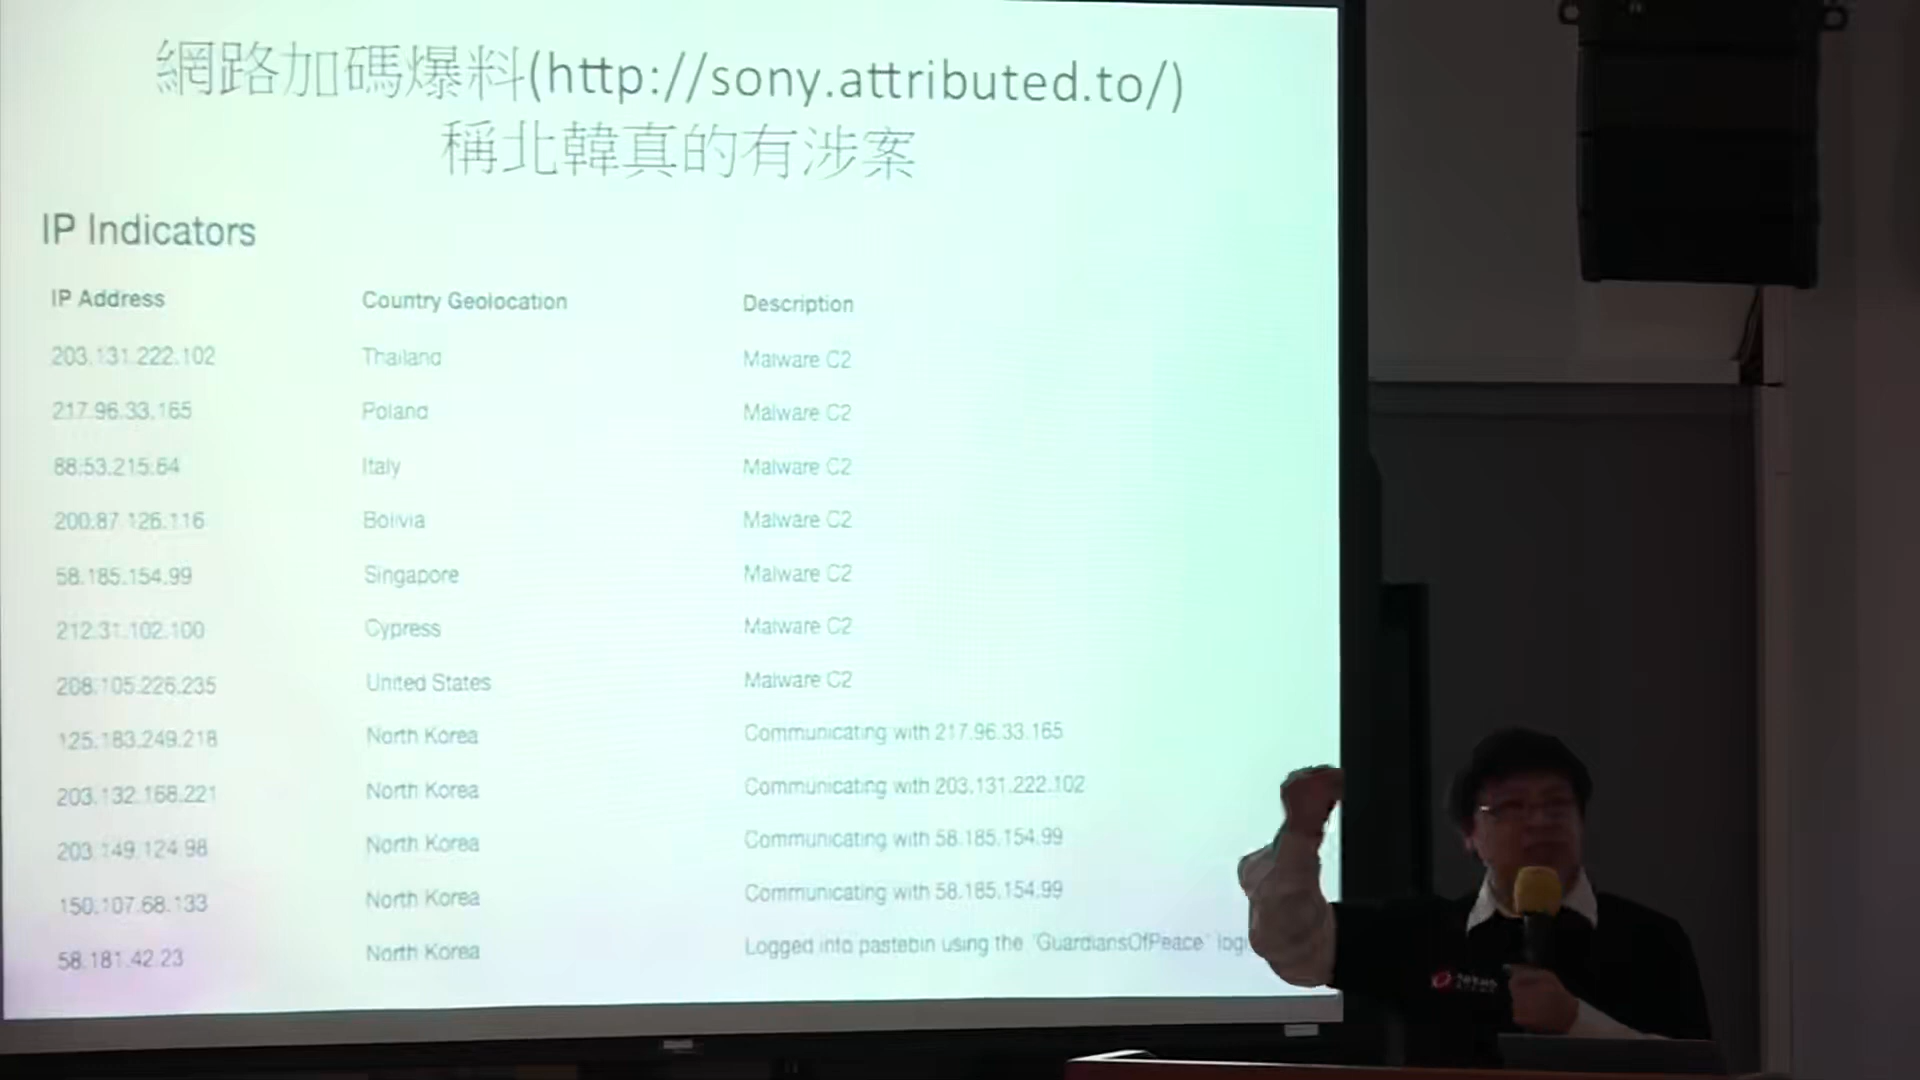 網路加碼爆料(http://sony.attributed.to/)
稱北韓真的有涉案
IP Indicators
IP Address Country Geolocation Description
203.131.222.102 Thailand Malware C2
217.96.33.165 Poland Malware C2
88.53.215.64 Italy Malware C2
200.87.126.116 Bolivia Malware C2
58.185.154.99 Singapore Malware C2
212.31.102.100 Cypress Malware C2
208.105.226.235 United States Malware C2
125.183.249.218 North Korea Communicating with 217.96.33.165
203.132.168.221 North Korea Communicating with 203.131.222.102
203.149.124.98 North Korea Communicating with 58.185.154.99
150.107.68.133 North Korea Communicating with 58.185.154.99
58.181.42.23 North Korea Logged into pastebin using the "GuardiansOfPeace" logi